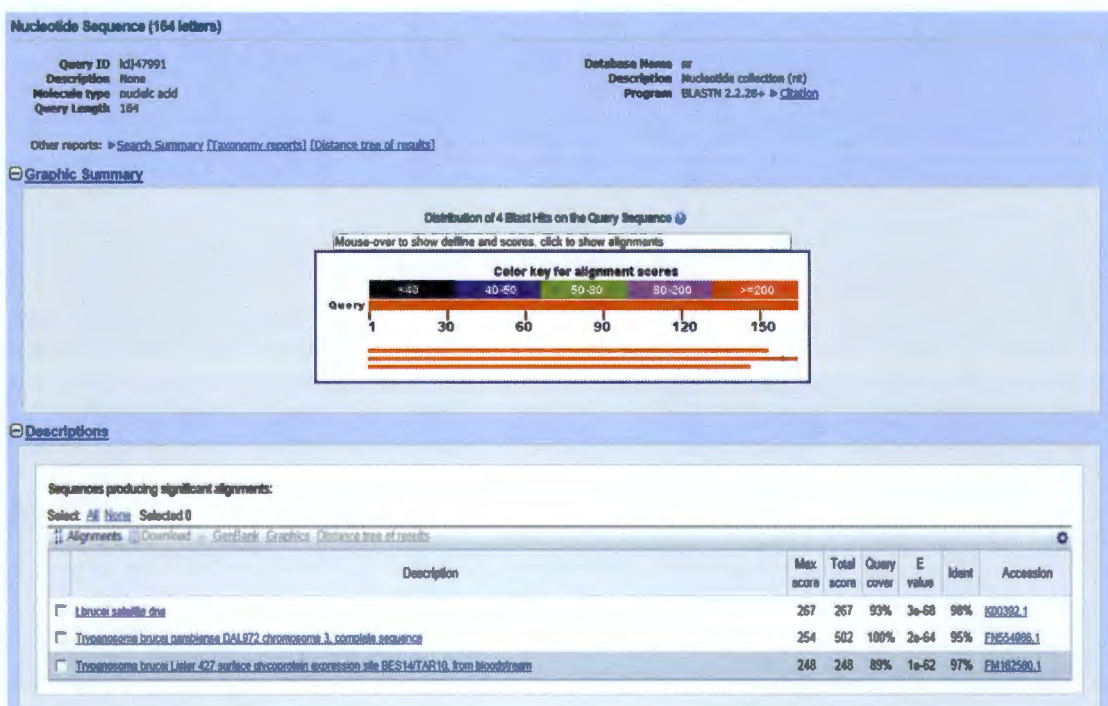 Nucleotide Sequence (164 letters)
Query ID lcl|47991
Description None
Molecule type nucleic acid
Query Length 164
Database Name nr
Description Nucleotide collection (nt)
Program BLASTN 2.2.28+ ▶ Citation
Other reports: ▶Search Summary [Taxonomy reports] [Distance tree of results]
Graphic Summary
Distribution of 4 Blast Hits on the Query Sequence
Mouse-over to show defline and scores, click to show alignments
Color key for alignment scores
<40 40-50 50-80 80-200 >=200
Query
1 30 60 90 120 150
Descriptions
Sequences producing significant alignments:
Select: All None Selected:0
Alignments Download GenBank Graphics Distance tree of results
Description Max score Total score Query cover E value Ident Accession
T.brucei satellite dna 267 267 93% 3e-68 98% K00392.1
Trypanosoma brucei gambiense DAL972 chromosome 3, complete sequence 254 502 100% 2e-64 95% FN554966.1
Trypanosoma brucei Lister 427 surface glycoprotein expression site BES14/TAR10, from bloodstream 248 248 89% 1e-62 97%